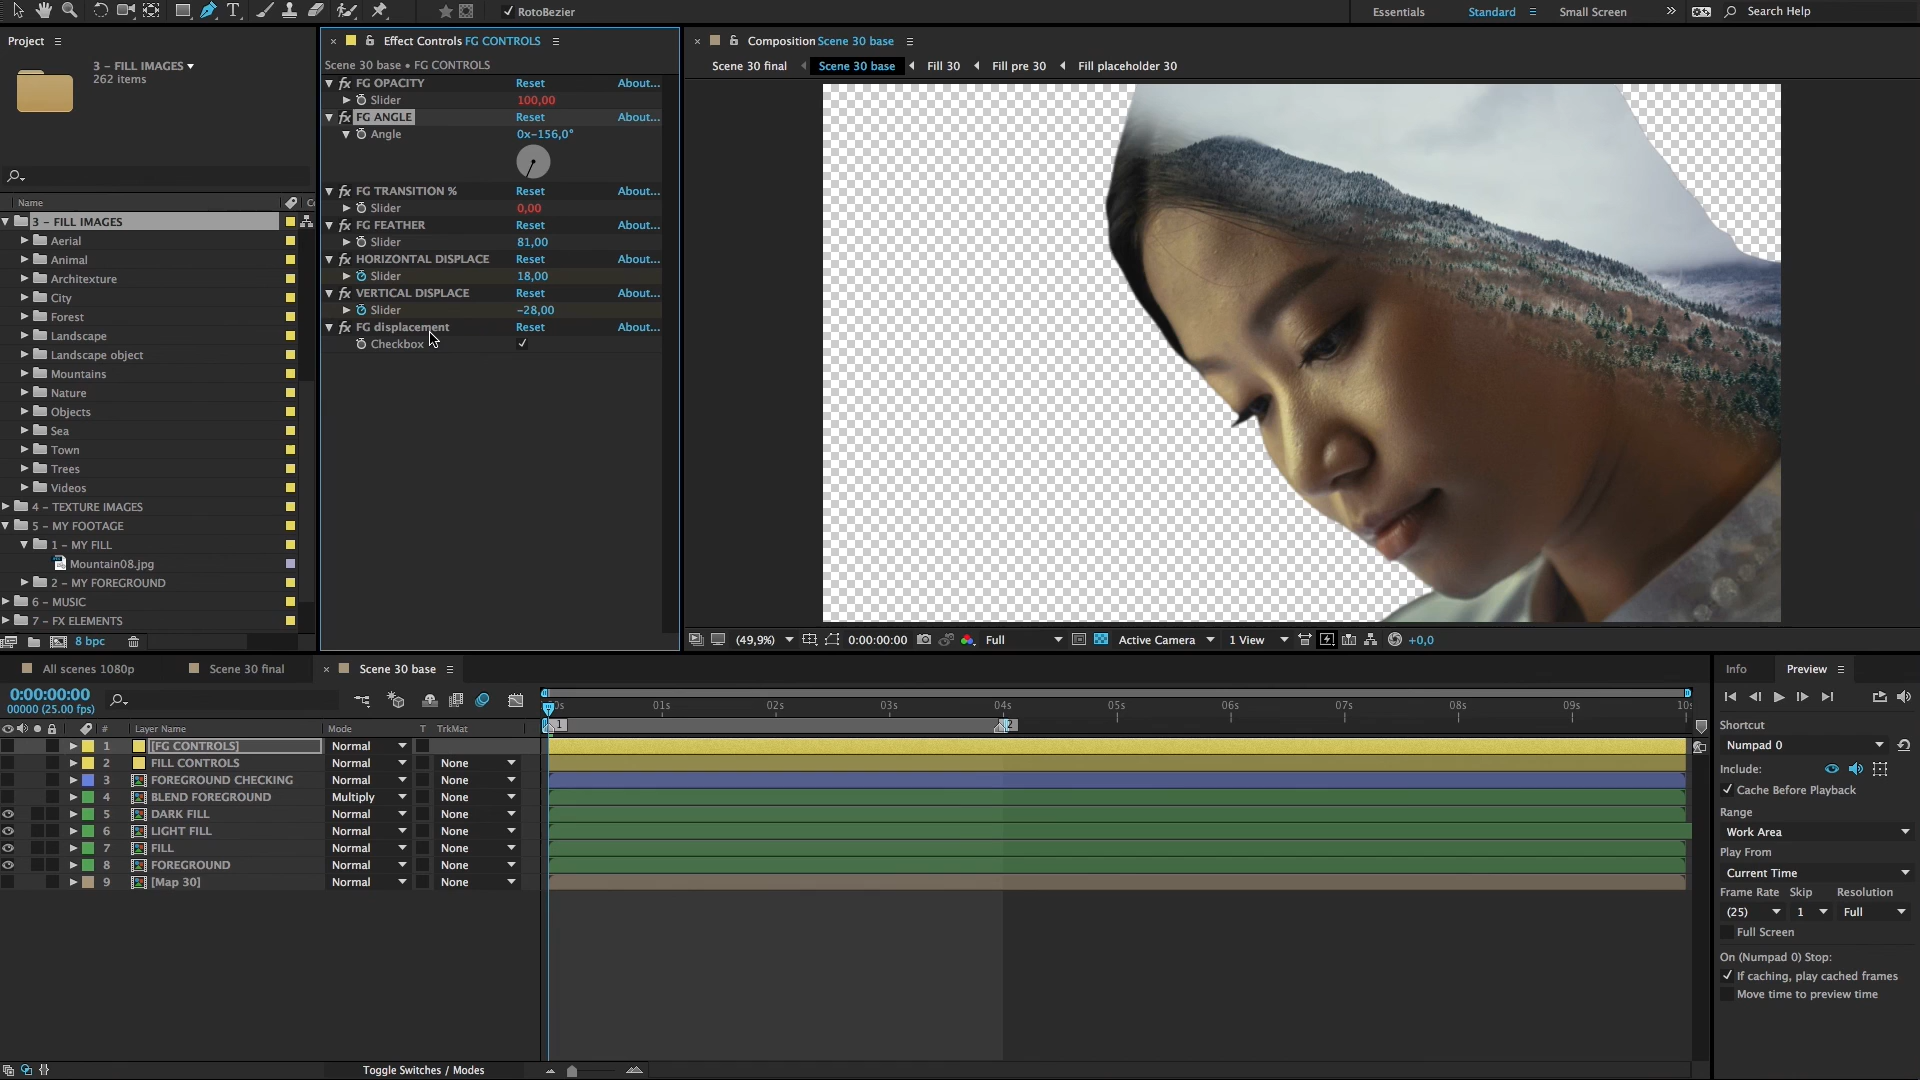 RotoBezier
Essentials
Standard
Small Screen
Search Help
Project
3 – FILL IMAGES
262 items
Name
3 – FILL IMAGES
Aerial
Animal
Architexture
City
Forest
Landscape
Landscape object
Mountains
Nature
Objects
Sea
Town
Trees
Videos
4 – TEXTURE IMAGES
5 – MY FOOTAGE
1 – MY FILL
Mountain08.jpg
2 – MY FOREGROUND
6 – MUSIC
7 – FX ELEMENTS
8 bpc
Effect Controls FG CONTROLS
Scene 30 base • FG CONTROLS
FG OPACITY Reset About...
Slider 100,00
FG ANGLE Reset About...
Angle 0x-156,0°
FG TRANSITION % Reset About...
Slider 0,00
FG FEATHER Reset About...
Slider 81,00
HORIZONTAL DISPLACE Reset About...
Slider 18,00
VERTICAL DISPLACE Reset About...
Slider -28,00
FG displacement Reset About...
Checkbox
Composition Scene 30 base
Scene 30 final Scene 30 base Fill 30 Fill pre 30 Fill placeholder 30
(49,9%) 0:00:00:00 Full Active Camera 1 View +0,0
All scenes 1080p Scene 30 final Scene 30 base
0:00:00:00
00000 (25.00 fps)
01s 02s 03s 04s 05s 06s 07s 08s 09s
1 2
# Layer Name Mode T TrkMat
1 [FG CONTROLS] Normal
2 FILL CONTROLS Normal None
3 FOREGROUND CHECKING Normal None
4 BLEND FOREGROUND Multiply None
5 DARK FILL Normal None
6 LIGHT FILL Normal None
7 FILL Normal None
8 FOREGROUND Normal None
9 [Map 30] Normal None
Toggle Switches / Modes
Info Preview
Shortcut
Numpad 0
Include:
Cache Before Playback
Range
Work Area
Play From
Current Time
Frame Rate Skip Resolution
(25) 1 Full
Full Screen
On (Numpad 0) Stop:
If caching, play cached frames
Move time to preview time